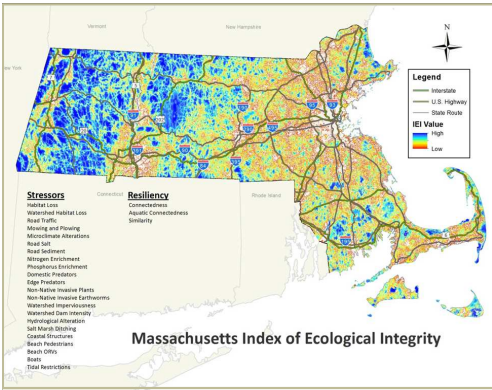 Vermont
New Hampshire
N
Legend
Interstate
U.S. Highway
State Route
IEI Value
High
Low
Connecticut
Rhode Island
Stressors
Habitat Loss
Watershed Habitat Loss
Road Traffic
Mowing and Plowing
Microclimate Alterations
Road Salt
Road Sediment
Nitrogen Enrichment
Phosphorus Enrichment
Domestic Predators
Edge Predators
Non-Native Invasive Plants
Non-Native Invasive Earthworms
Watershed Imperviousness
Watershed Dam Intensity
Hydrological Alteration
Salt Marsh Ditching
Coastal Structures
Beach Pedestrians
Beach ORVs
Boats
Tidal Restrictions
Resiliency
Connectedness
Aquatic Connectedness
Similarity
Massachusetts Index of Ecological Integrity